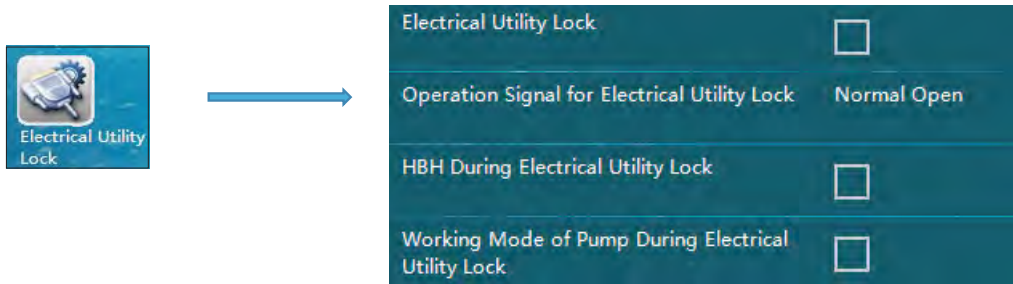 Electrical Utility
Lock
Electrical Utility Lock
Operation Signal for Electrical Utility Lock Normal Open
HBH During Electrical Utility Lock
Working Mode of Pump During Electrical
Utility Lock